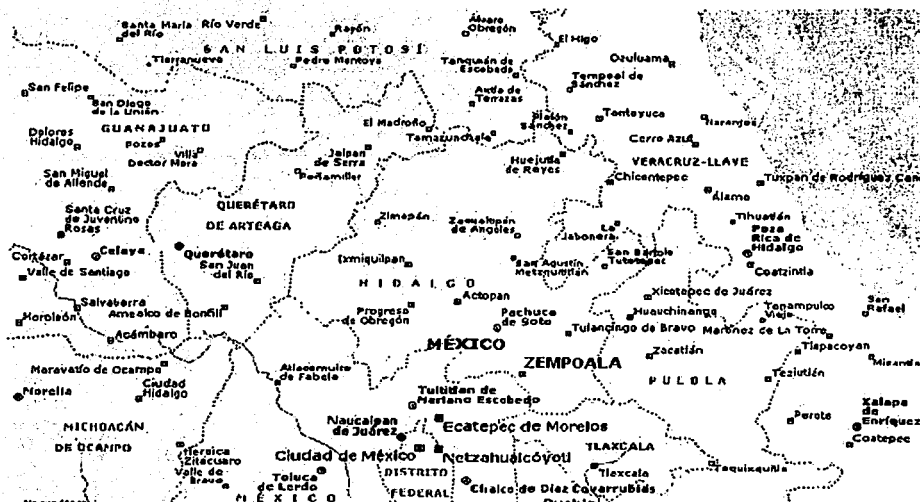 Santa María
del Río
Río Verde
Rayón
Álvaro
Obregón
El Higo
SAN LUIS POTOSÍ
Tierranueva
Pedro Montoya
Tanquián de
Escobedo
Ozuluama
Tempoal de
Sánchez
San Felipe
San Diego
de la Unión
Axtla de
Terrazas
Dolores
Hidalgo
GUANAJUATO
Pozos
El Madroño
Tamazunchale
Platón
Sánchez
Tantoyuca
Naranjos
Cerro Azul
Villa
Doctor Mora
Jalpan
de Serra
Peñamiller
Huejutla
de Reyes
VERACRUZ-LLAVE
Chicontepec
San Miguel
de Allende
Tuxpan de Rodríguez Cano
Álamo
QUERÉTARO
DE ARTEAGA
Santa Cruz
de Juventino
Rosas
Zimapán
Zacualtipán
de Ángeles
La
Jabonera
Tihuatlán
Poza
Rica de
Hidalgo
Cortázar
Celaya
Querétaro
San Juan
del Río
Ixmiquilpan
San Agustín
Metzquititlán
San Bartolo
Tutotepec
Coatzintla
Valle de Santiago
HIDALGO
Salvatierra
Amealco de Bonfil
Progreso
de Obregón
Actopan
Xicotepec de Juárez
Pachuca
de Soto
Huauchinango
Tenampulco
Viejo
San
Rafael
Moroleón
Acámbaro
Tulancingo de Bravo
Martínez de La Torre
MÉXICO
Tlapacoyan
Maravatío de Ocampo
Atlacomulco
de Fabela
ZEMPOALA
Zacatlán
Teziutlán
Misantla
PUEBLA
Morelia
Ciudad
Hidalgo
Tultitlán de
Mariano Escobedo
Xalapa
de
Enríquez
Naucalpan
de Juárez
Ecatepec de Morelos
Perote
Coatepec
MICHOACÁN
DE OCAMPO
Heroica
Zitácuaro
Valle de
Bravo
Ciudad de México
Netzahualcóyotl
TLAXCALA
Toluca
de Lerdo
DISTRITO
FEDERAL
Tlaxcala
Tequixquitla
MÉXICO
Chalco de Díaz Covarrubias